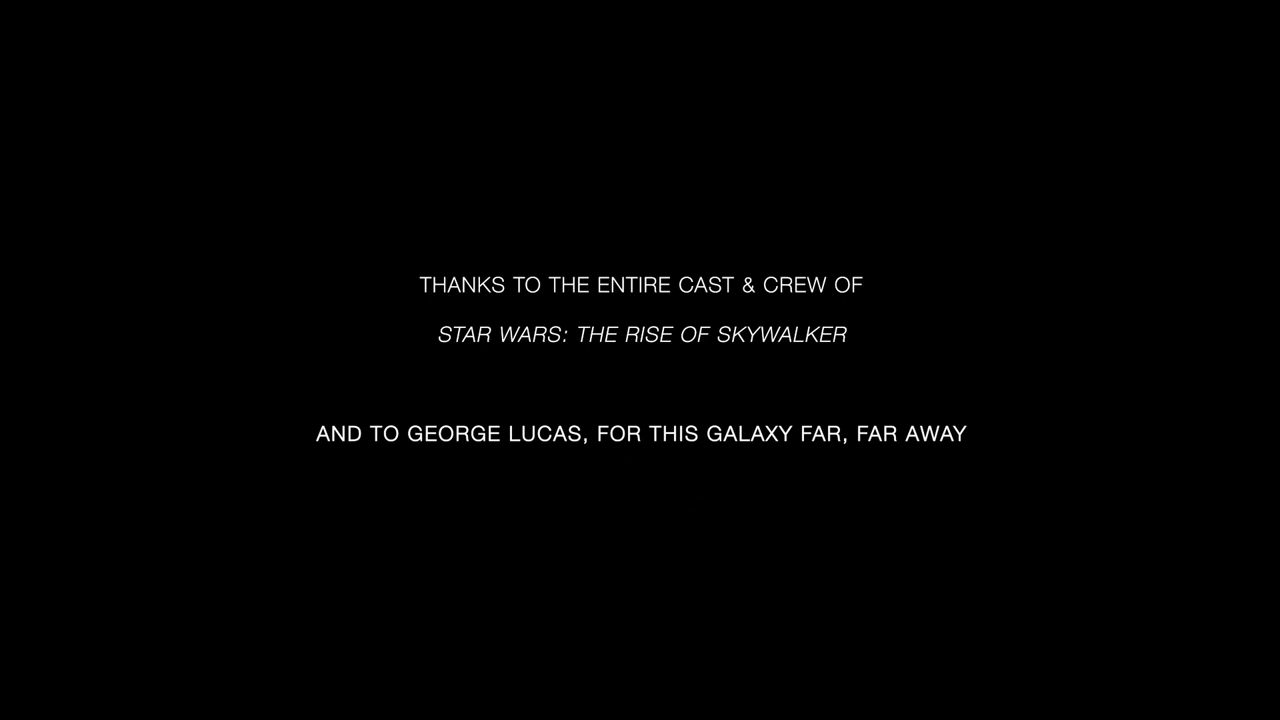 THANKS TO THE ENTIRE CAST & CREW OF
STAR WARS: THE RISE OF SKYWALKER
AND TO GEORGE LUCAS, FOR THIS GALAXY FAR, FAR AWAY